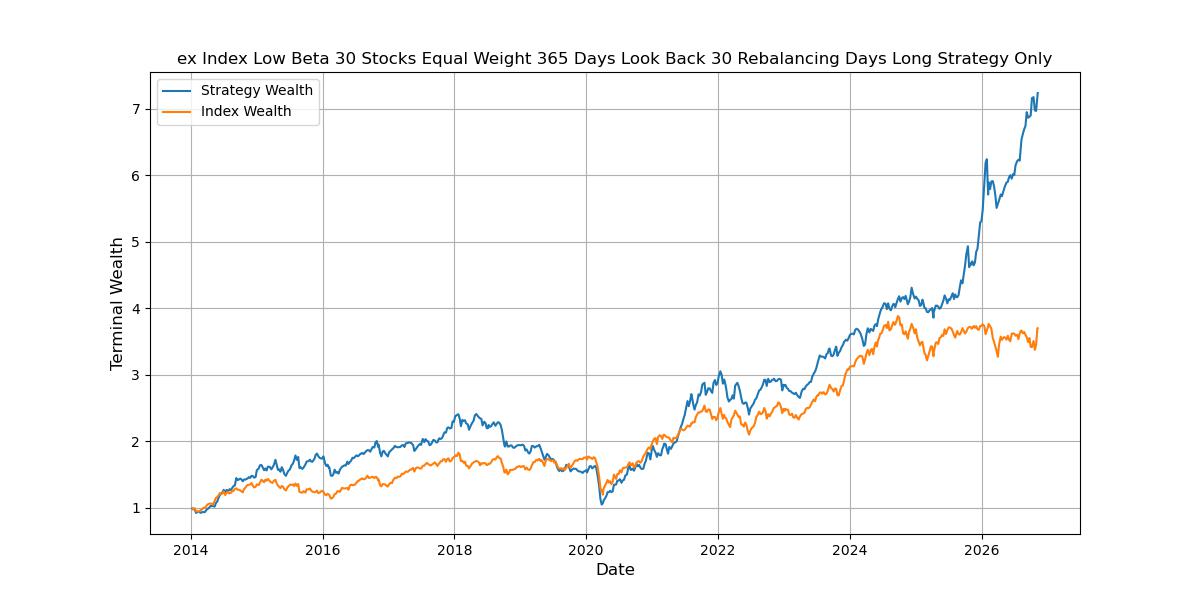 ex Index Low Beta 30 Stocks Equal Weight 365 Days Look Back 30 Rebalancing Days Long Strategy Only
Strategy Wealth
Index Wealth
Terminal Wealth
7
6
5
4
3
2
1
2014 2016 2018 2020 2022 2024 2026
Date